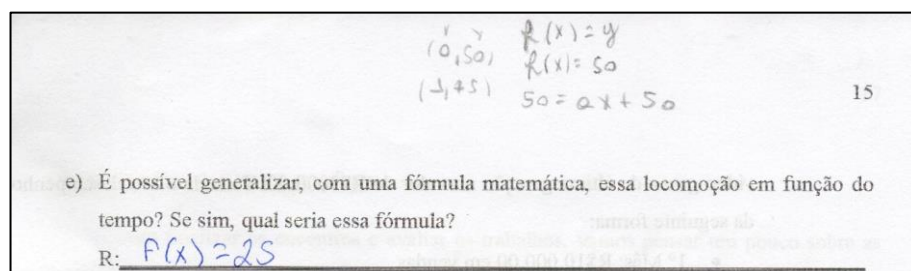 x y
(0,50) f(x)=y
f(x)=50
(1,75) 50=ax+50
15
e) É possível generalizar, com uma fórmula matemática, essa locomoção em função do
tempo? Se sim, qual seria essa fórmula?
R: F(x)=25